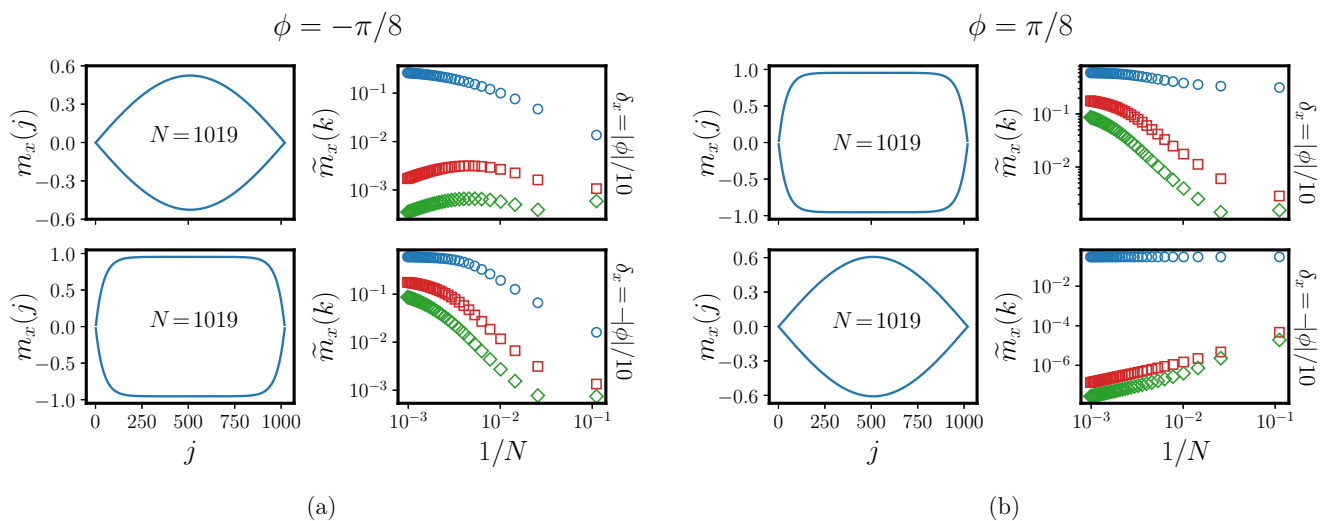 ϕ = −π/8
0.6
0.3
0.0
−0.3
−0.6
m_x(j)
N = 1019
10⁻¹
10⁻²
10⁻³
m̃_x(k)
δ_x = |ϕ|/10
1.0
0.5
0.0
−0.5
−1.0
m_x(j)
N = 1019
0 250 500 750 1000
j
10⁻¹
10⁻²
10⁻³
m̃_x(k)
δ_x = −|ϕ|/10
10⁻³ 10⁻² 10⁻¹
1/N
(a)
ϕ = π/8
1.0
0.5
0.0
−0.5
−1.0
m_x(j)
N = 1019
10⁻¹
10⁻²
m̃_x(k)
δ_x = |ϕ|/10
0.6
0.3
0.0
−0.3
−0.6
m_x(j)
N = 1019
0 250 500 750 1000
j
10⁻²
10⁻⁴
10⁻⁶
m̃_x(k)
δ_x = −|ϕ|/10
10⁻³ 10⁻² 10⁻¹
1/N
(b)